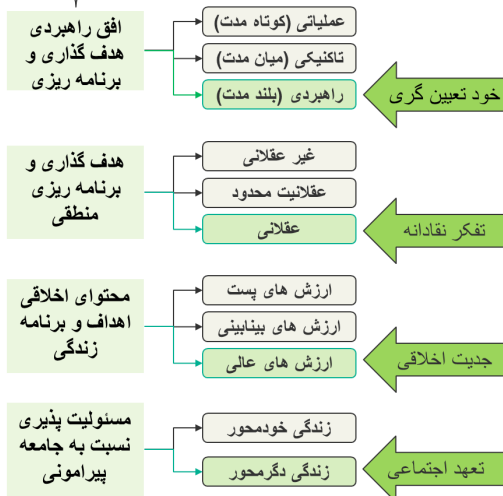 افق راهبردی
هدف گذاری و
برنامه ریزی
عملیاتی (کوتاه مدت)
تاکتیکی (میان مدت)
راهبردی (بلند مدت)
خود تعیین گری
هدف گذاری و
برنامه ریزی
منطقی
غیر عقلانی
عقلانیت محدود
عقلانی
تفکر نقادانه
محتوای اخلاقی
اهداف و برنامه
زندگی
ارزش های پست
ارزش های بینابینی
ارزش های عالی
جدیت اخلاقی
مسئولیت پذیری
نسبت به جامعه
پیرامونی
زندگی خودمحور
زندگی دگرمحور
تعهد اجتماعی